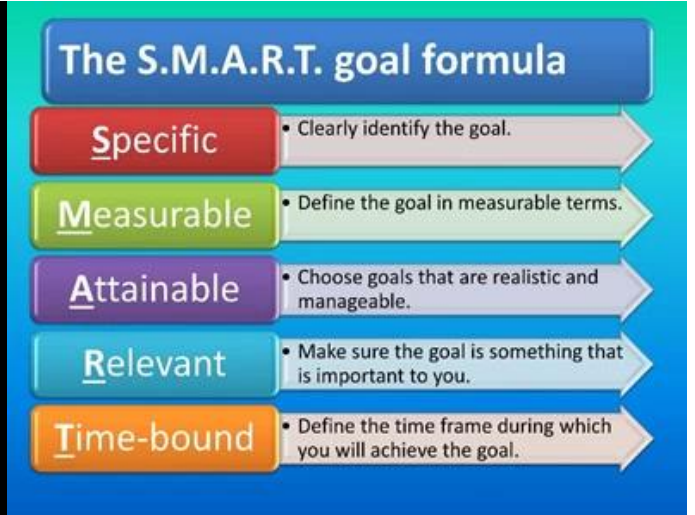 The S.M.A.R.T. goal formula
Specific
• Clearly identify the goal.
Measurable
• Define the goal in measurable terms.
Attainable
• Choose goals that are realistic and
manageable.
Relevant
• Make sure the goal is something that
is important to you.
Time-bound
• Define the time frame during which
you will achieve the goal.